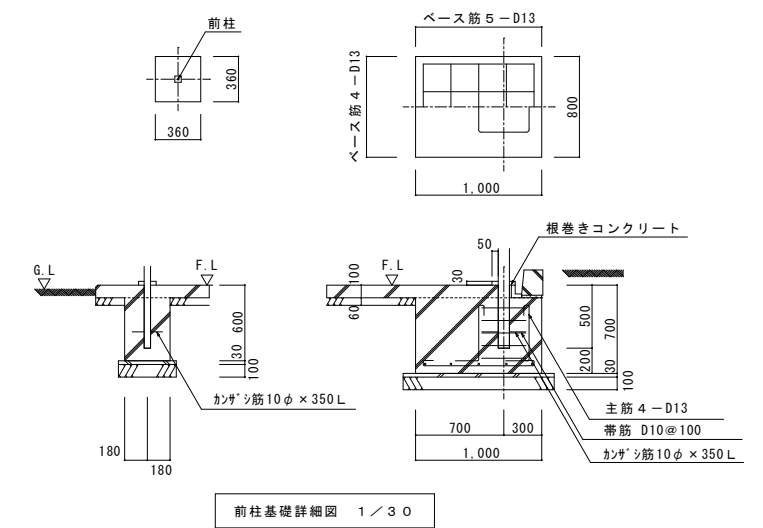 前柱
360
360
ベース筋５－D13
ベース筋４－D13
800
1,000
G.L
F.L
600
30
100
ｶﾝｻﾞｼ筋10φ×350L
180
180
F.L
50
30
100
60
根巻きコンクリート
500
700
200
30
100
700
300
1,000
主筋４－D13
帯筋 D10@100
ｶﾝｻﾞｼ筋10φ×350L
前柱基礎詳細図　１／３０